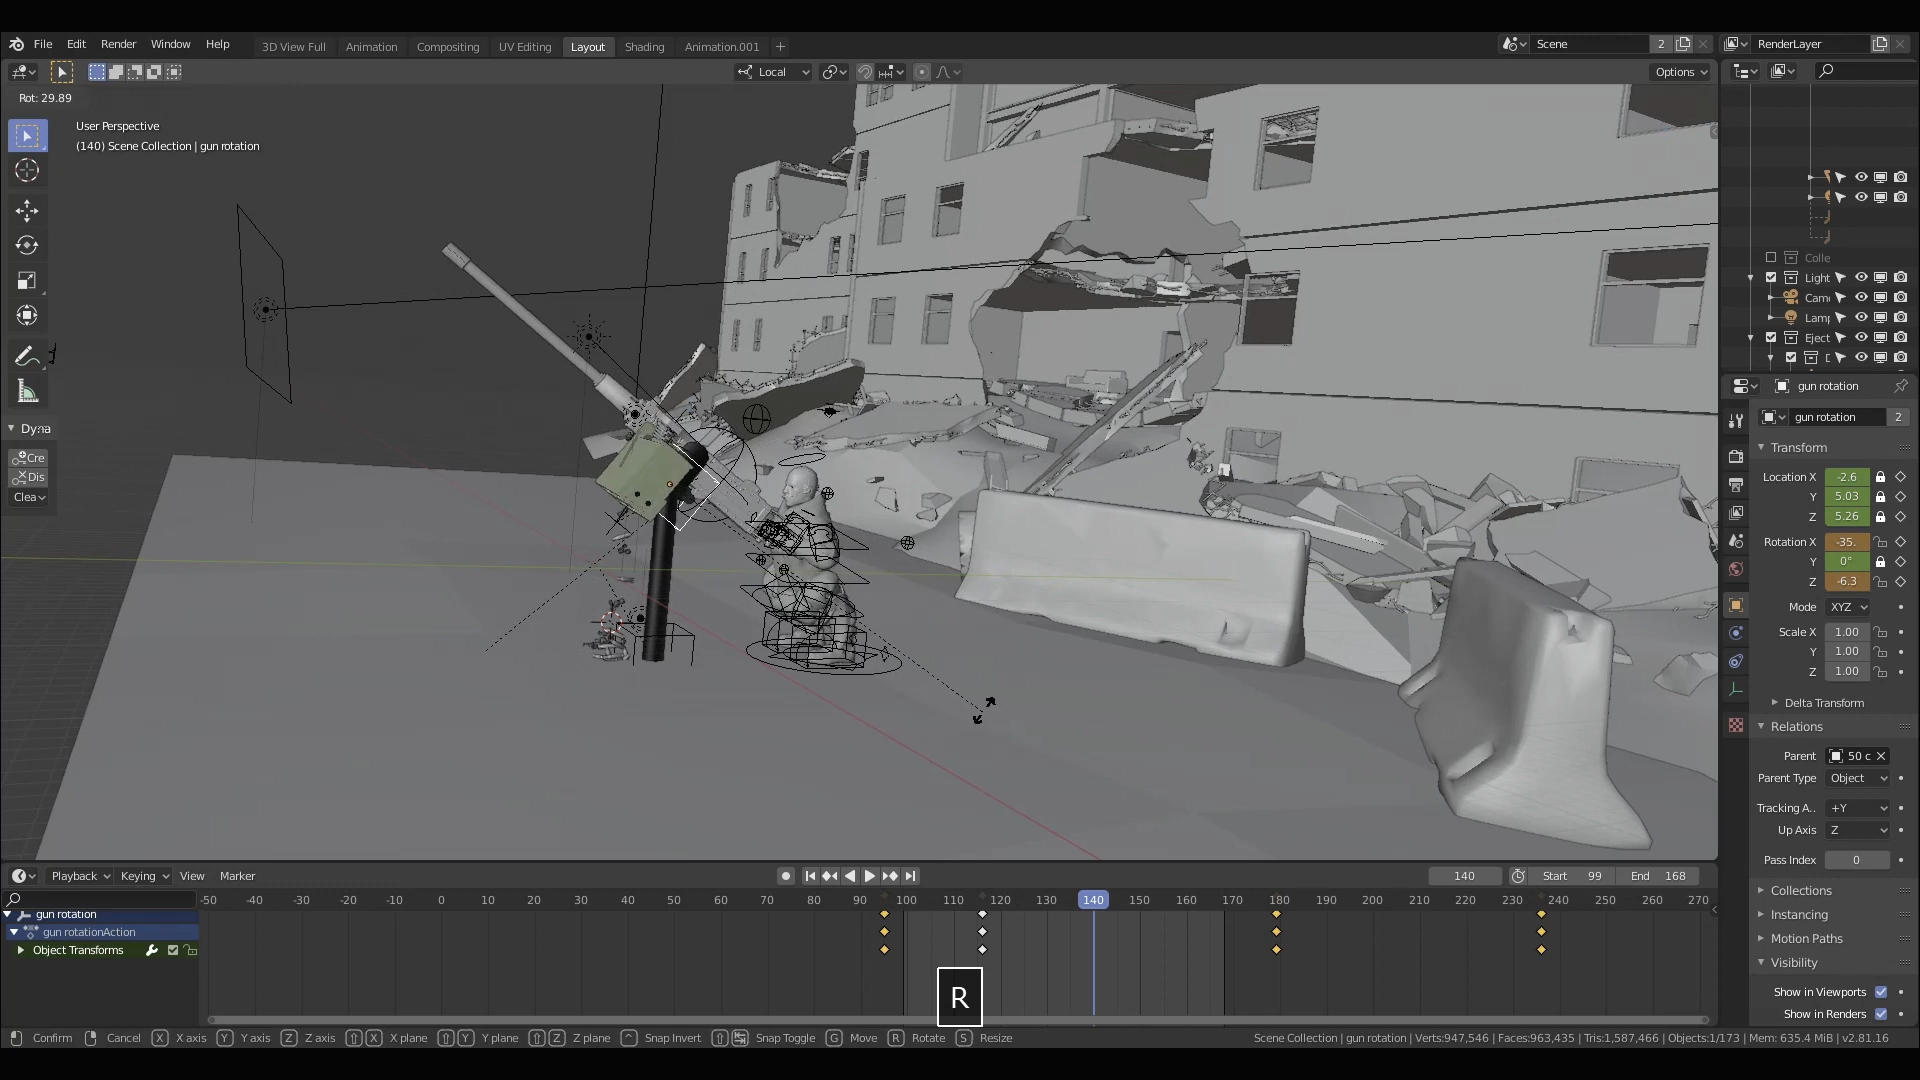 File Edit Render Window Help 3D View Full Animation Compositing UV Editing Layout Shading Animation.001 + Scene 2 RenderLayer
Local Options
Rot: 29.89
User Perspective
(140) Scene Collection | gun rotation
Dyna
Cre
Dis
Clea
Colle
Light
Cam
Lamp
Eject
gun rotation
gun rotation 2
Transform
Location X -2.6
Y 5.03
Z 5.26
Rotation X -35.
Y 0°
Z -6.3
Mode XYZ
Scale X 1.00
Y 1.00
Z 1.00
Delta Transform
Relations
Parent 50 c
Parent Type Object
Tracking A.. +Y
Up Axis Z
Pass Index 0
Collections
Instancing
Motion Paths
Visibility
Show in Viewports
Show in Renders
Playback Keying View Marker 140 Start 99 End 168
-50 -40 -30 -20 -10 0 10 20 30 40 50 60 70 80 90 100 110 120 130 140 150 160 170 180 190 200 210 220 230 240 250 260 270
gun rotation
gun rotationAction
Object Transforms
R
Confirm Cancel X X axis Y Y axis Z Z axis X X plane Y Y plane Z Z plane ^ Snap Invert Snap Toggle G Move R Rotate S Resize Scene Collection | gun rotation | Verts:947,546 | Faces:963,435 | Tris:1,587,466 | Objects:1/173 | Mem: 635.4 MiB | v2.81.16